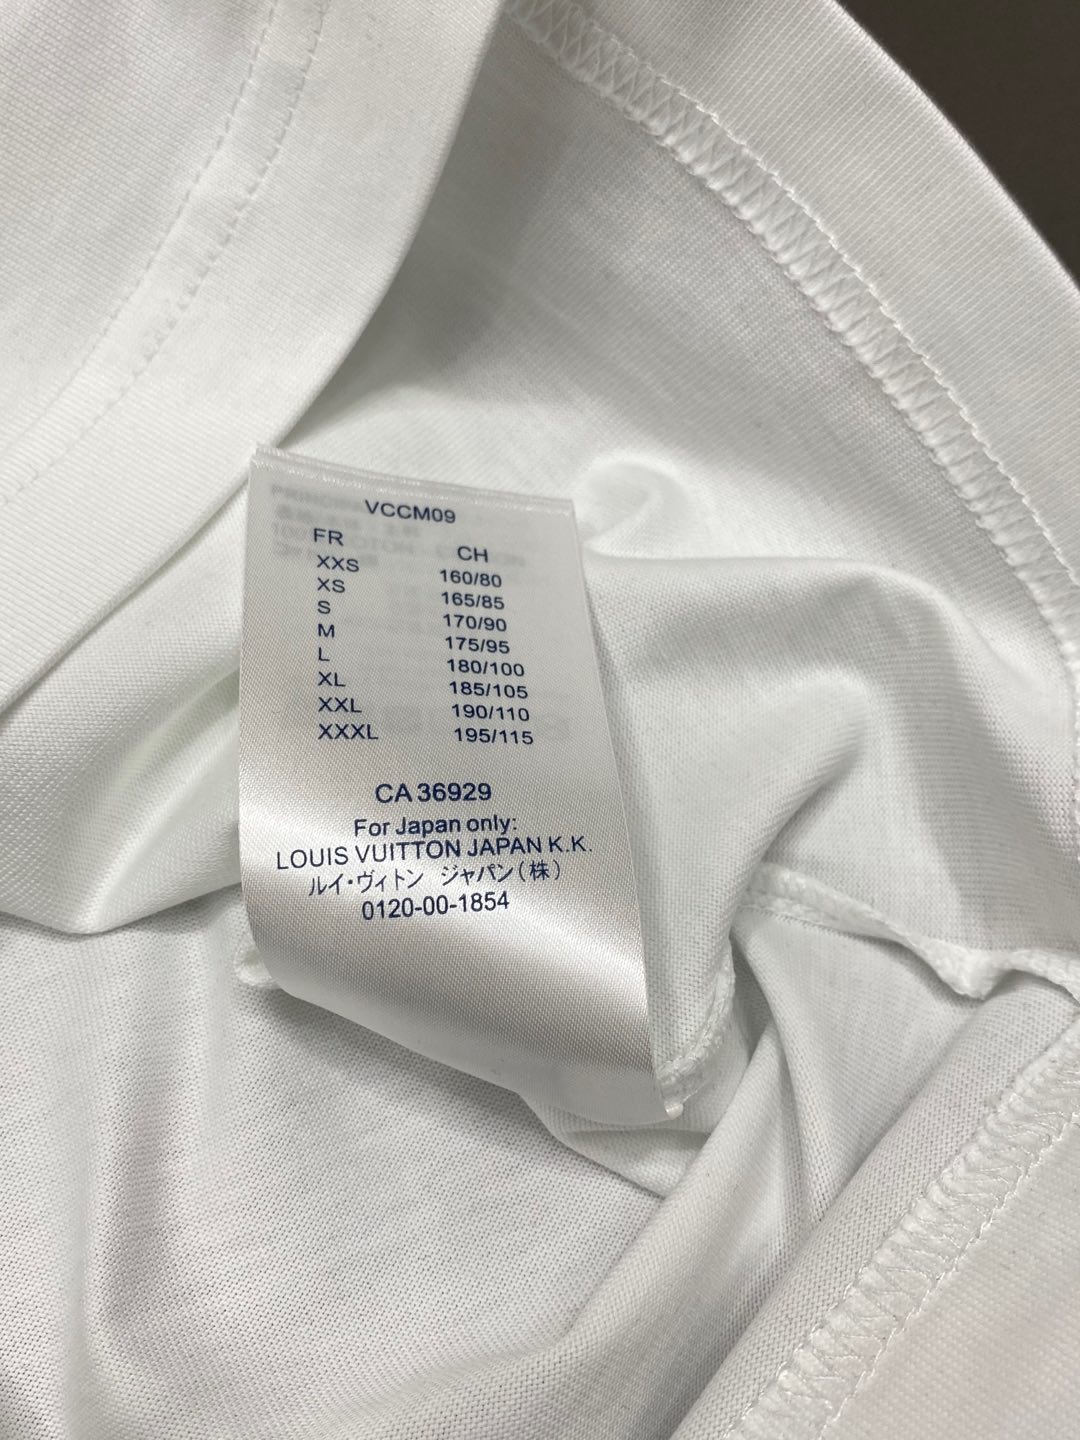 VCCM09
FR CH
XXS 160/80
XS 165/85
S 170/90
M 175/95
L 180/100
XL 185/105
XXL 190/110
XXXL 195/115
CA 36929
For Japan only:
LOUIS VUITTON JAPAN K.K.
ルイ・ヴィトン ジャパン(株)
0120-00-1854